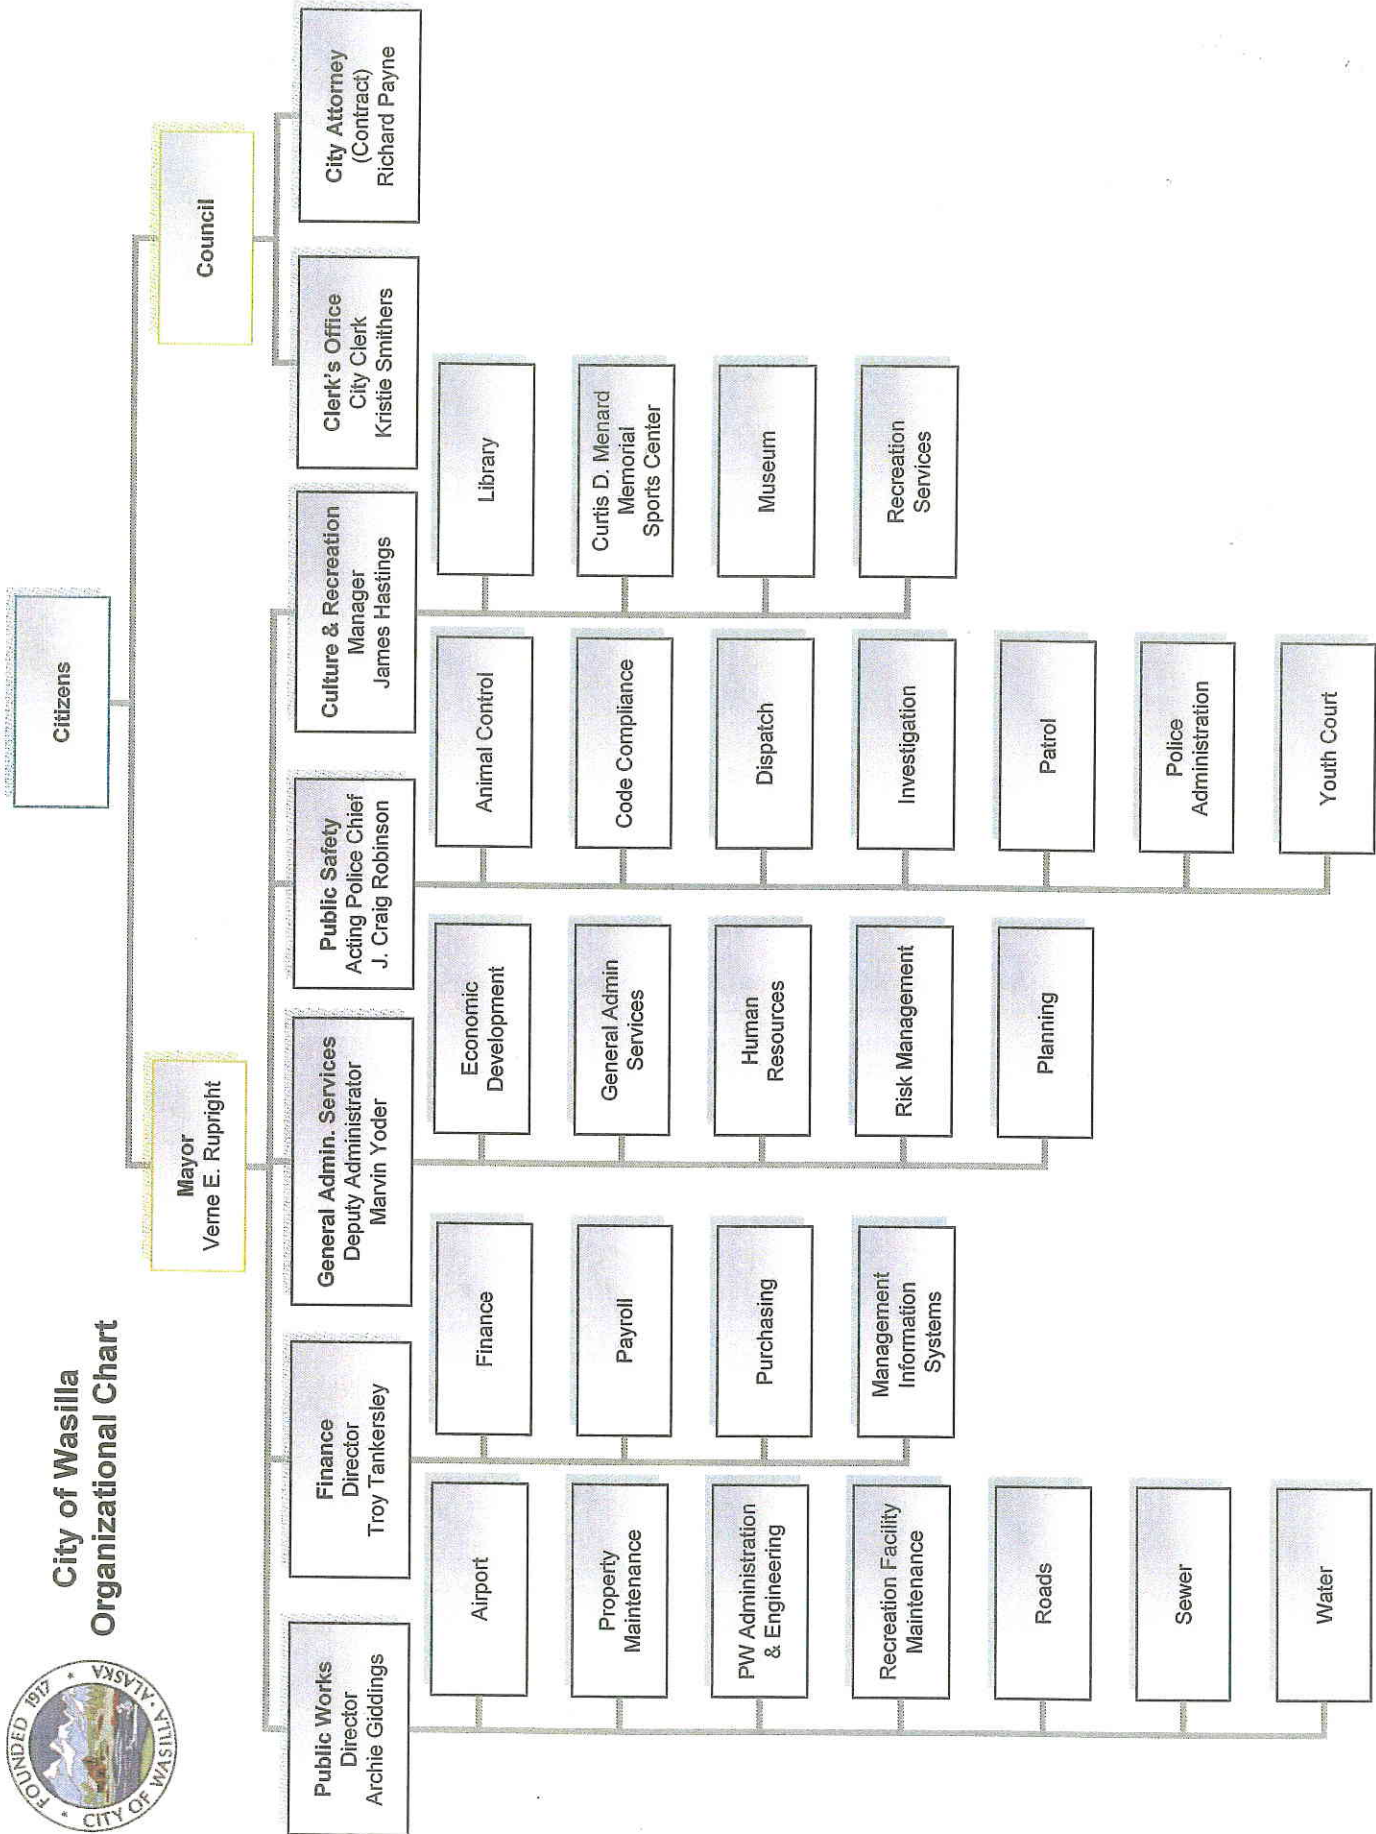 FOUNDED 1917
CITY OF WASILLA, ALASKA
City of Wasilla
Organizational Chart
Citizens
Mayor
Verne E. Rupright
Council
Public Works
Director
Archie Giddings
Finance
Director
Troy Tankersley
General Admin. Services
Deputy Administrator
Marvin Yoder
Public Safety
Acting Police Chief
J. Craig Robinson
Culture & Recreation
Manager
James Hastings
Clerk's Office
City Clerk
Kristie Smithers
City Attorney
(Contract)
Richard Payne
Airport
Property
Maintenance
PW Administration
& Engineering
Recreation Facility
Maintenance
Roads
Sewer
Water
Finance
Payroll
Purchasing
Management
Information
Systems
Economic
Development
General Admin
Services
Human
Resources
Risk Management
Planning
Animal Control
Code Compliance
Dispatch
Investigation
Patrol
Police
Administration
Youth Court
Library
Curtis D. Menard
Memorial
Sports Center
Museum
Recreation
Services